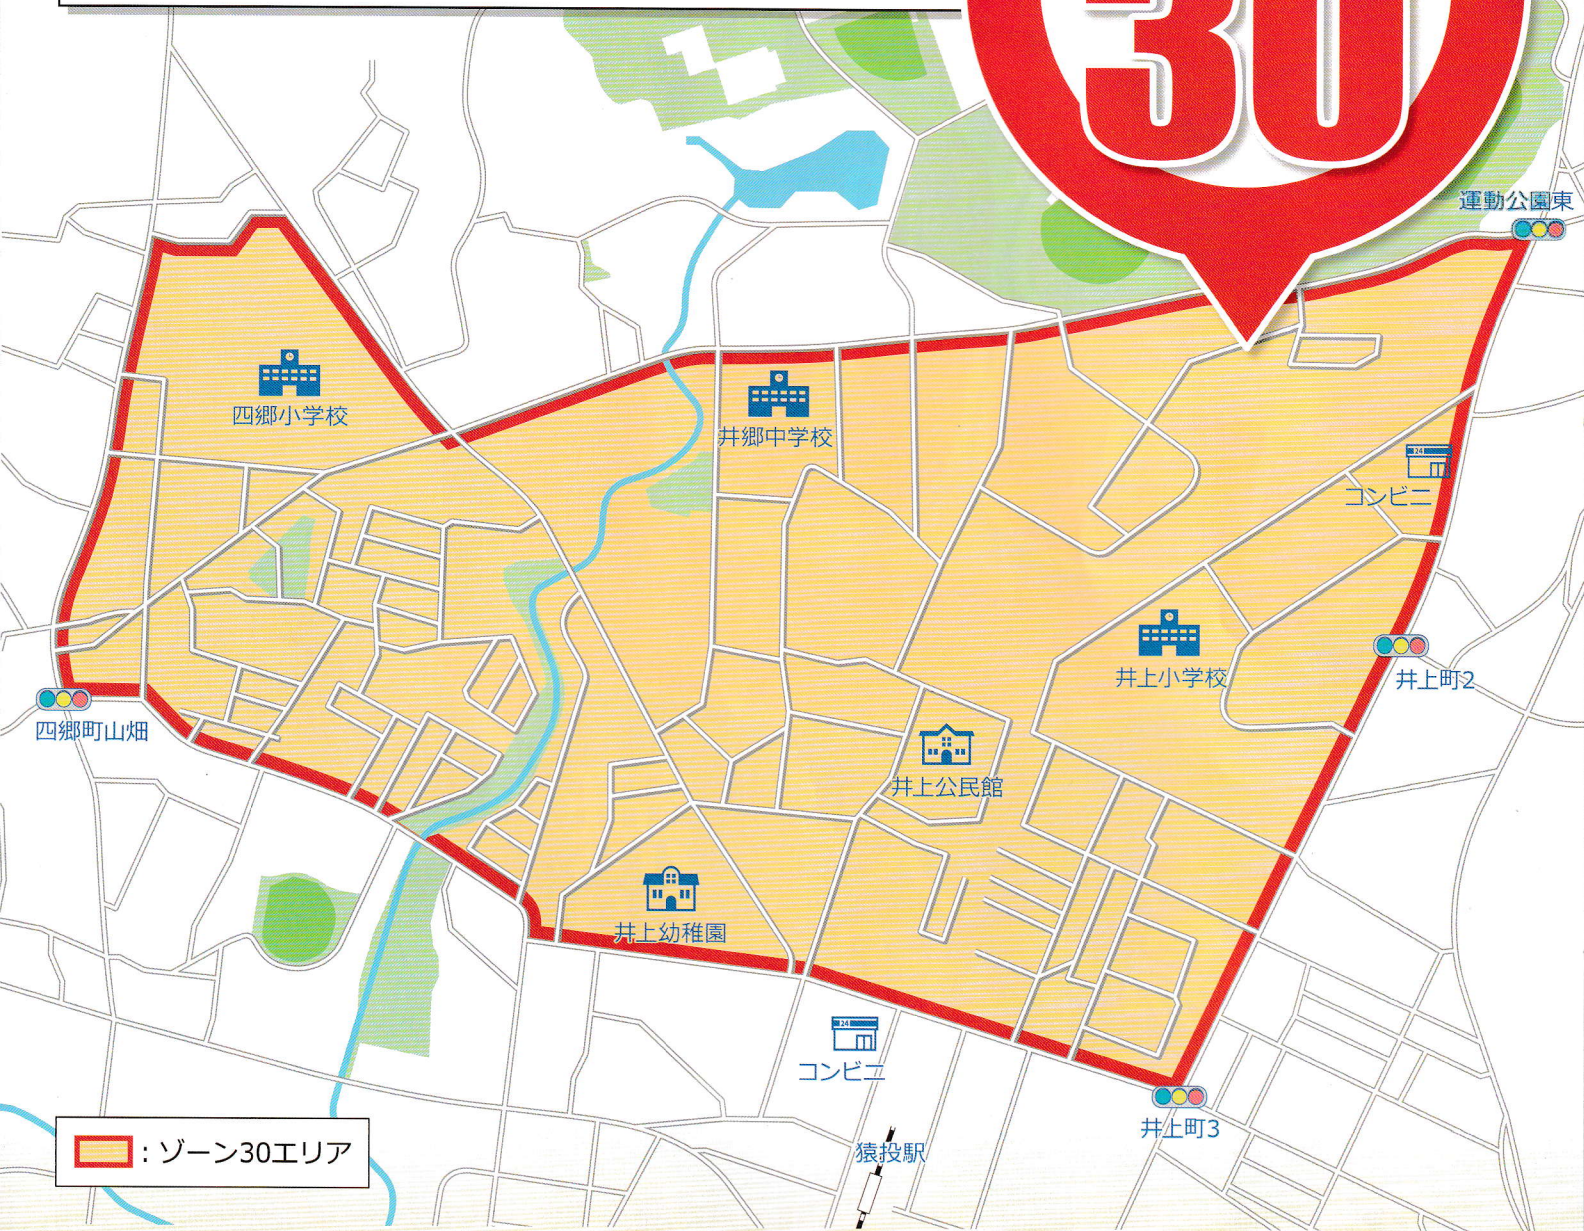 30
運動公園東
四郷小学校
井郷中学校
24
コンビニ
井上小学校
井上町2
四郷町山畑
井上公民館
井上幼稚園
24
コンビニ
井上町3
猿投駅
：ゾーン30エリア